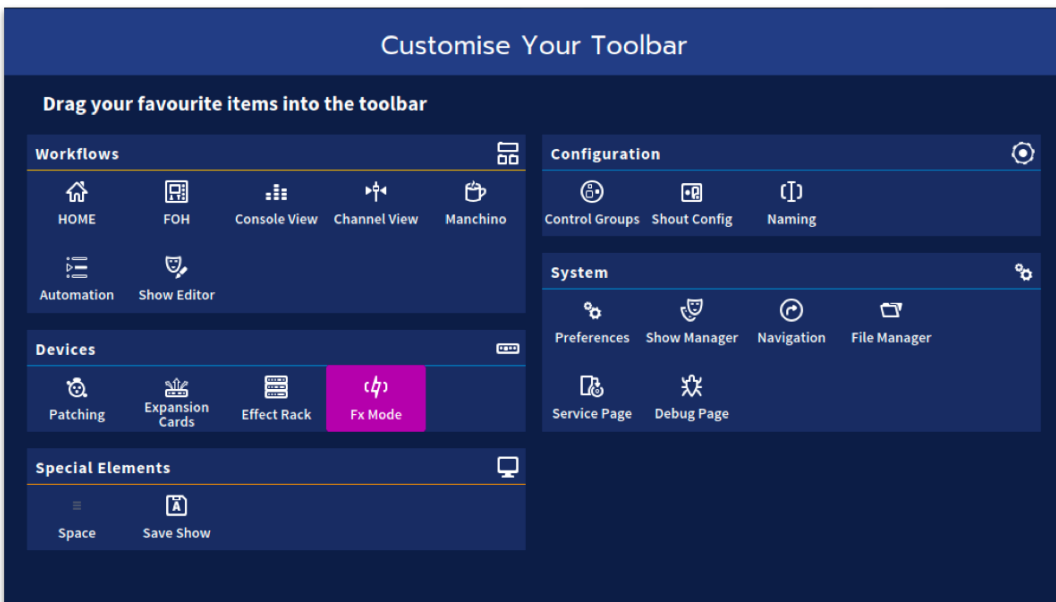 Customise Your Toolbar
Drag your favourite items into the toolbar
Workflows
HOME
FOH
Console View
Channel View
Manchino
Automation
Show Editor
Devices
Patching
Expansion
Cards
Effect Rack
Fx Mode
Special Elements
Space
Save Show
Configuration
Control Groups
Shout Config
Naming
System
Preferences
Show Manager
Navigation
File Manager
Service Page
Debug Page